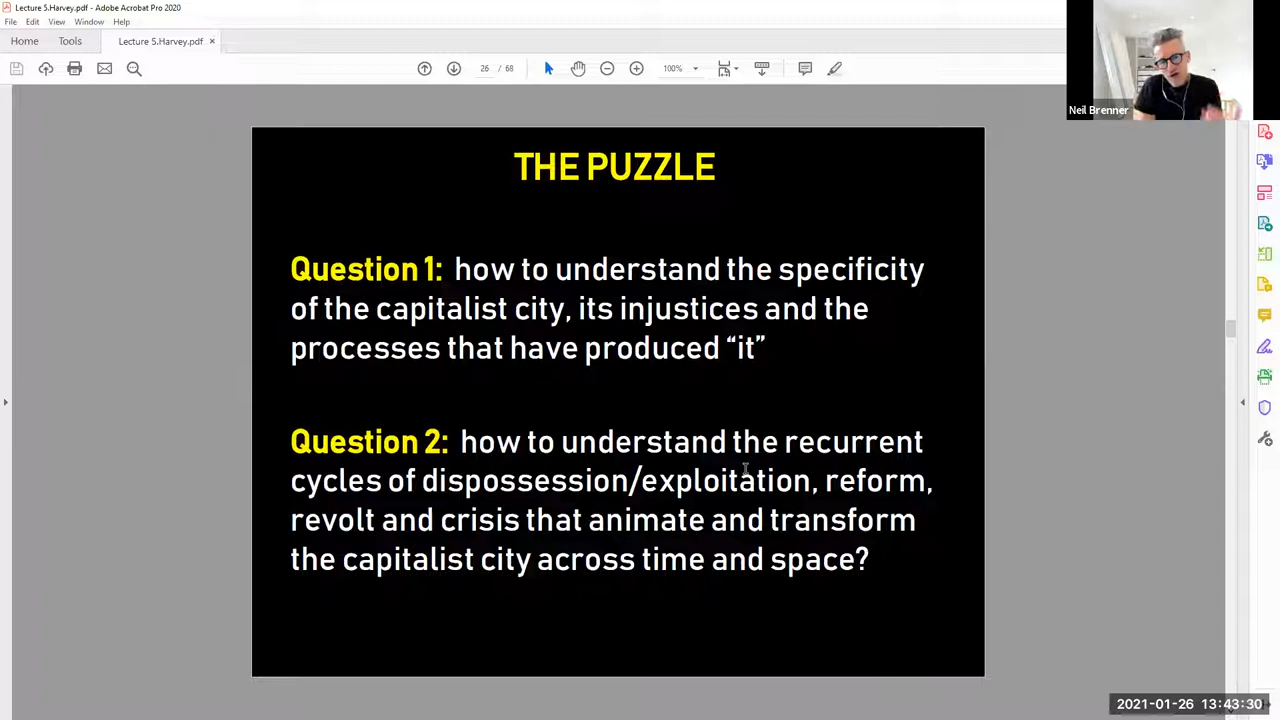 Lecture 5.Harvey.pdf - Adobe Acrobat Pro 2020
File Edit View Window Help
Home Tools Lecture 5.Harvey.pdf ×
26 / 68 100%
Neil Brenner
THE PUZZLE
Question 1: how to understand the specificity
of the capitalist city, its injustices and the
processes that have produced “it”
Question 2: how to understand the recurrent
cycles of dispossession/exploitation, reform,
revolt and crisis that animate and transform
the capitalist city across time and space?
2021-01-26 13:43:30